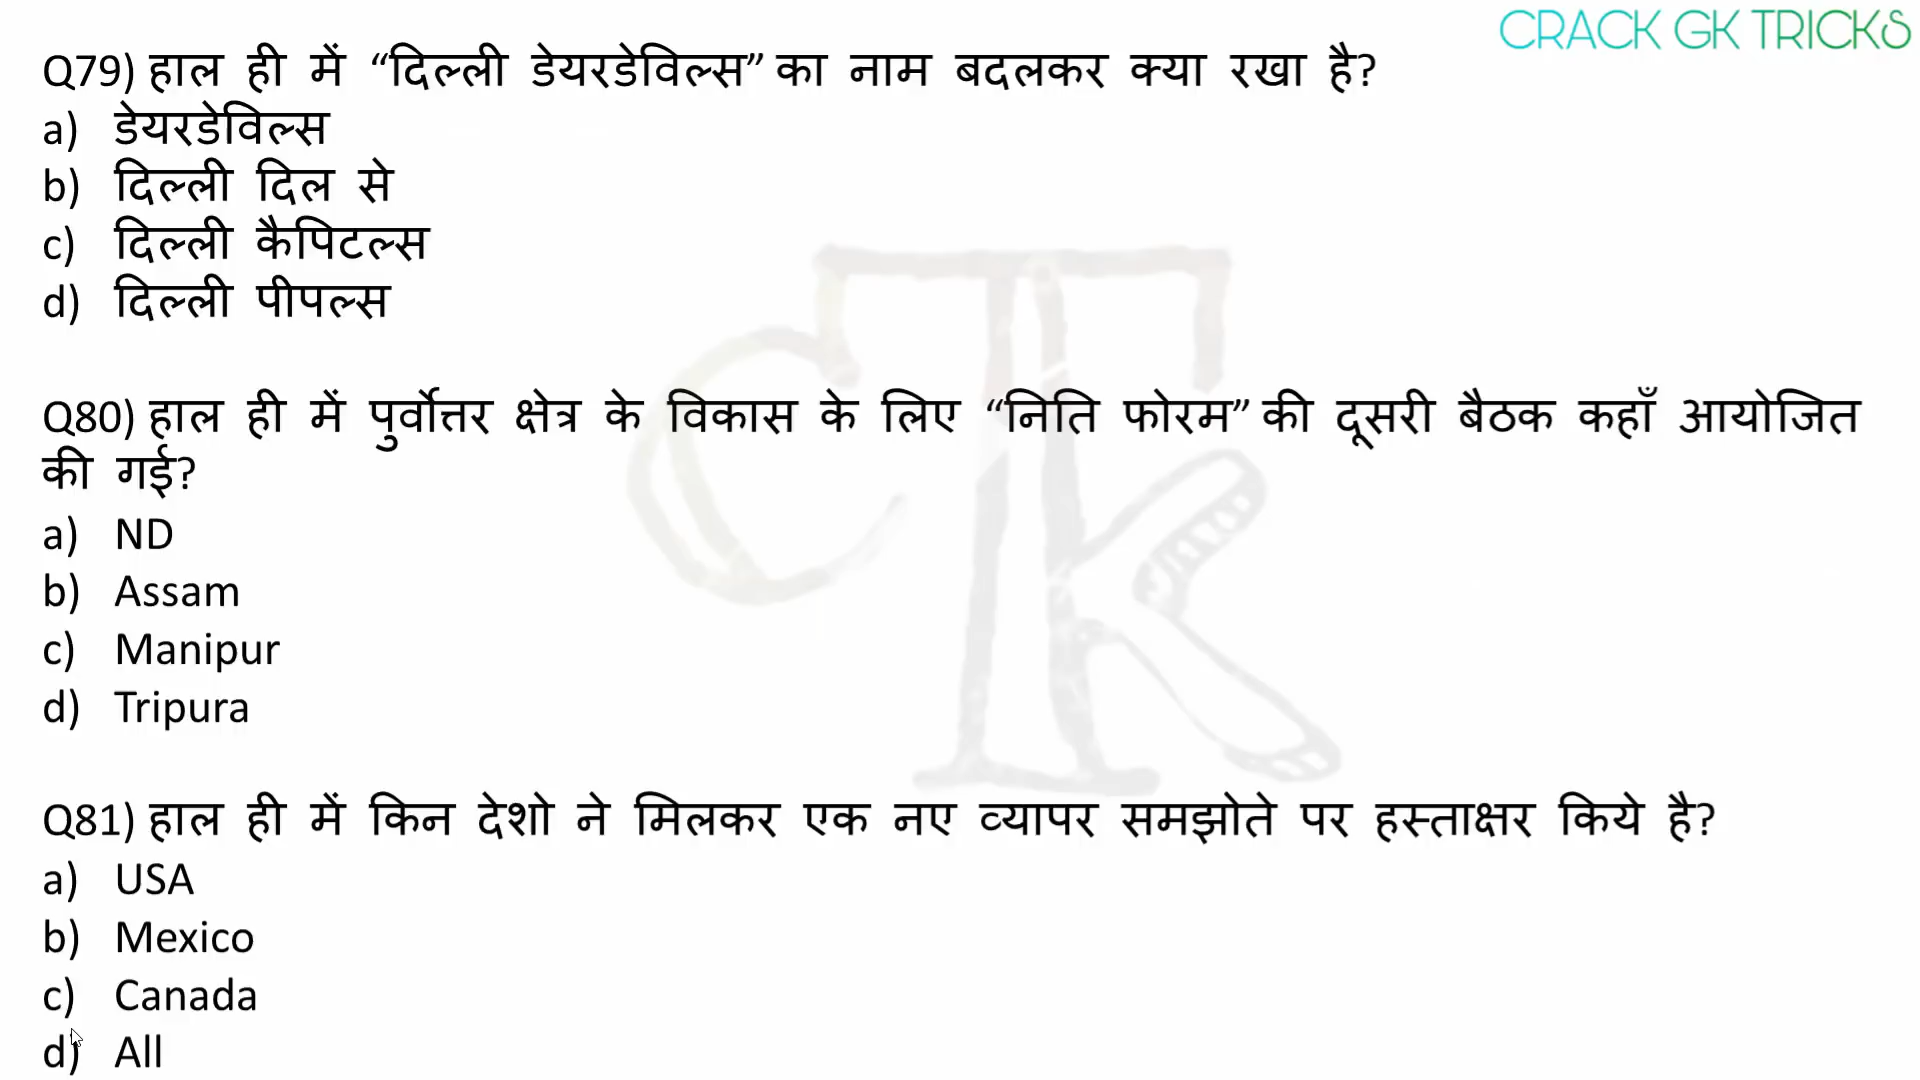 CRACK GK TRICKS
Q79) हाल ही में “दिल्ली डेयरडेविल्स” का नाम बदलकर क्या रखा है?
a) डेयरडेविल्स
b) दिल्ली दिल से
c) दिल्ली कैपिटल्स
d) दिल्ली पीपल्स
Q80) हाल ही में पुर्वोत्तर क्षेत्र के विकास के लिए “निति फोरम” की दूसरी बैठक कहाँ आयोजित
की गई?
a) ND
b) Assam
c) Manipur
d) Tripura
Q81) हाल ही में किन देशो ने मिलकर एक नए व्यापर समझोते पर हस्ताक्षर किये है?
a) USA
b) Mexico
c) Canada
d) All
CTK